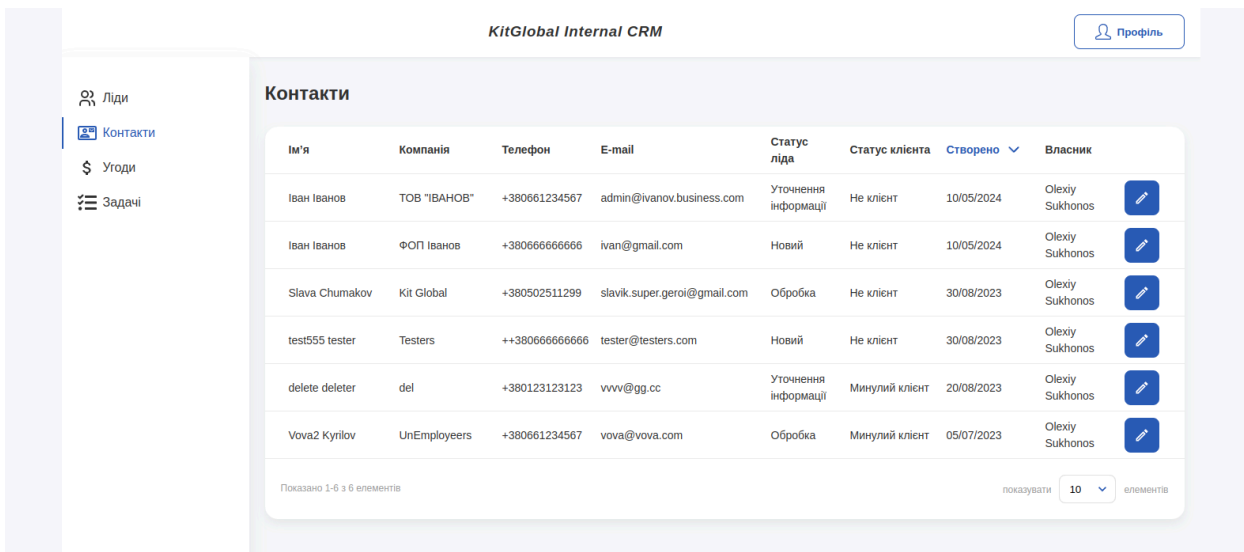 KitGlobal Internal CRM
Профіль
Ліди
Контакти
Угоди
Задачі
Контакти
Ім’я Компанія Телефон E-mail Статус ліда Статус клієнта Створено Власник
Іван Іванов ТОВ "ІВАНОВ" +380661234567 admin@ivanov.business.com Уточнення інформації Не клієнт 10/05/2024 Olexiy Sukhonos
Іван Іванов ФОП Іванов +380666666666 ivan@gmail.com Новий Не клієнт 10/05/2024 Olexiy Sukhonos
Slava Chumakov Kit Global +380502511299 slavik.super.geroi@gmail.com Обробка Не клієнт 30/08/2023 Olexiy Sukhonos
test555 tester Testers ++380666666666 tester@testers.com Новий Не клієнт 30/08/2023 Olexiy Sukhonos
delete deleter del +380123123123 vvvv@gg.cc Уточнення інформації Минулий клієнт 20/08/2023 Olexiy Sukhonos
Vova2 Kyrilov UnEmployeers +380661234567 vova@vova.com Обробка Минулий клієнт 05/07/2023 Olexiy Sukhonos
Показано 1-6 з 6 елементів
показувати 10 елементів